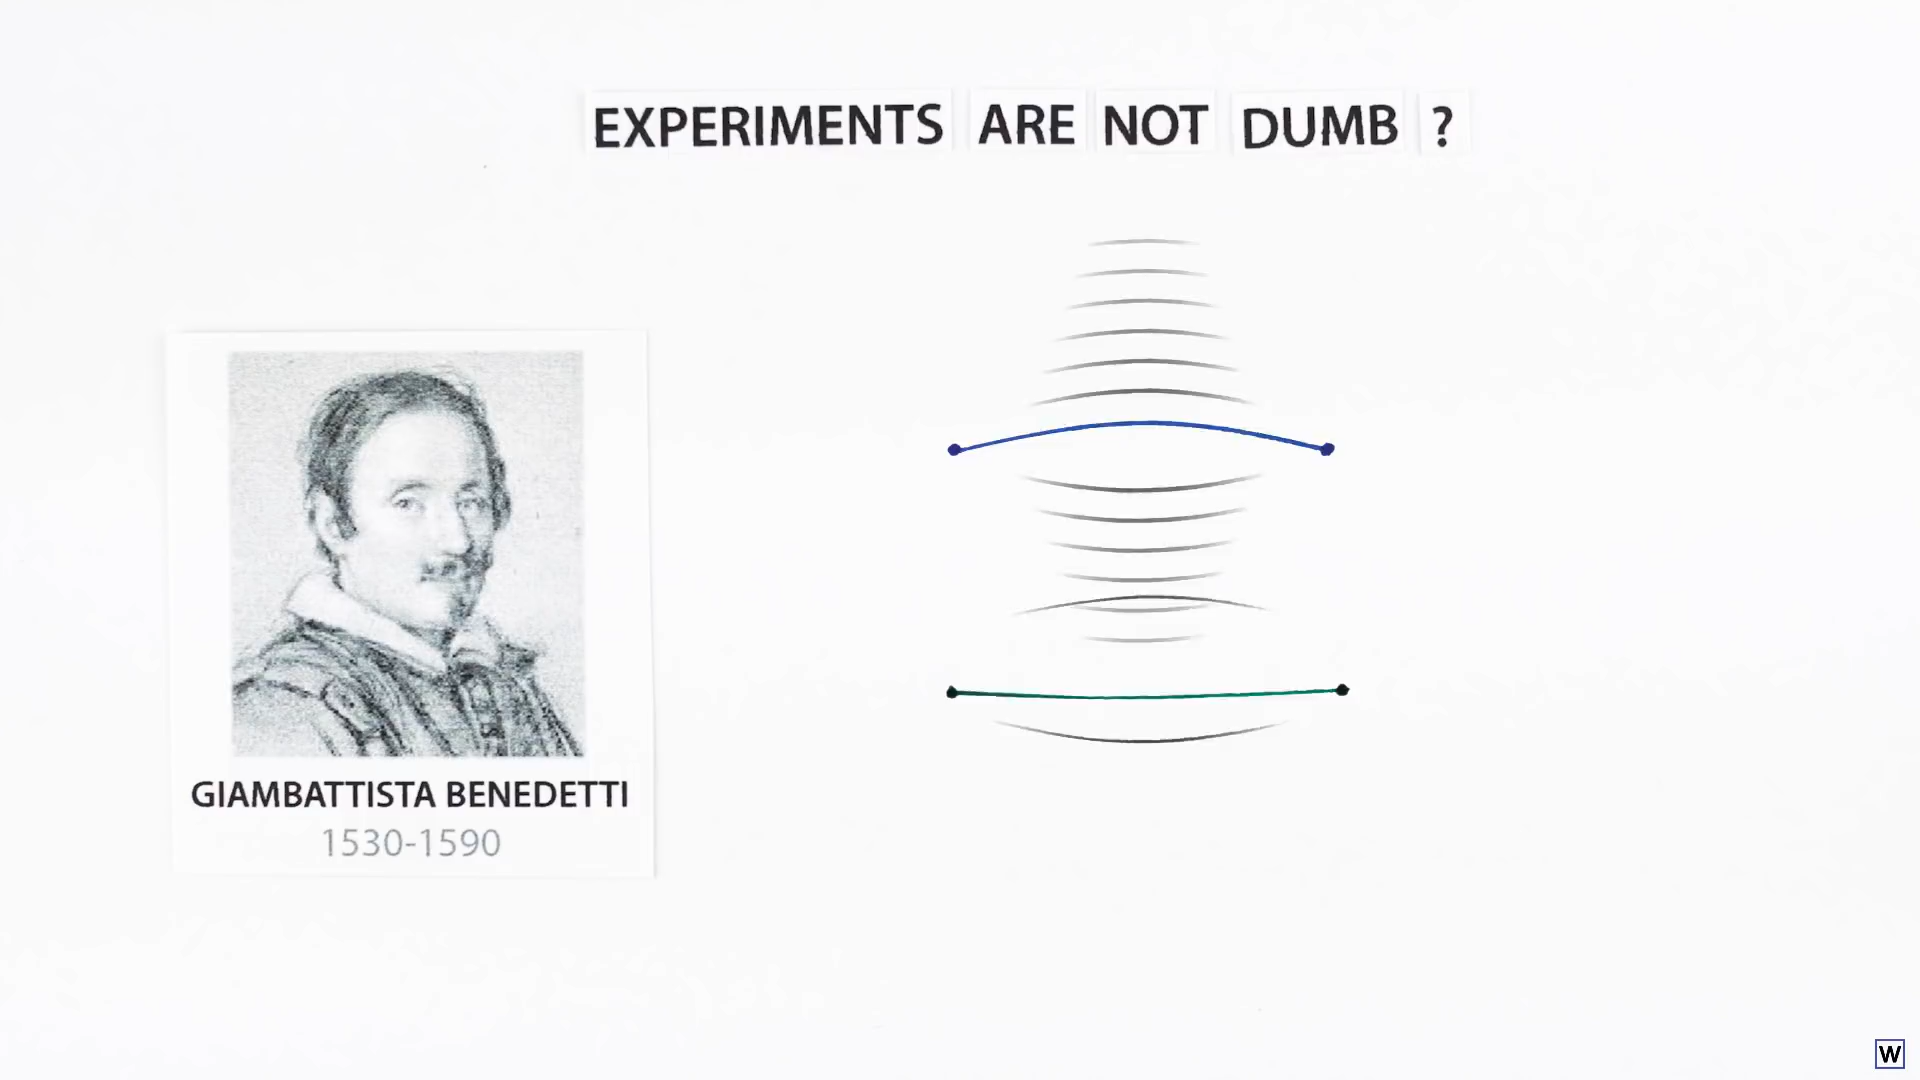 EXPERIMENTS ARE NOT DUMB ?
GIAMBATTISTA BENEDETTI
1530-1590
W